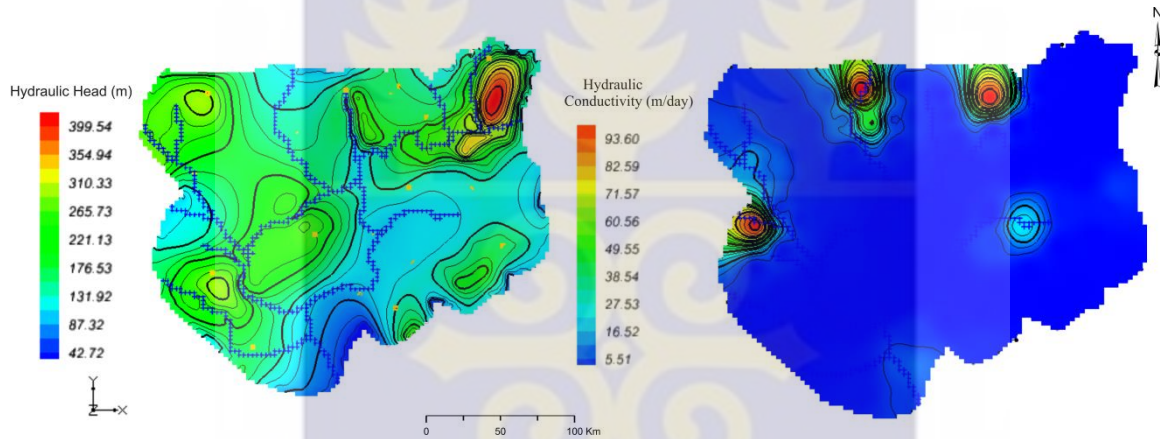 N
Hydraulic Head (m)
399.54
354.94
310.33
265.73
221.13
176.53
131.92
87.32
42.72
Hydraulic
Conductivity (m/day)
93.60
82.59
71.57
60.56
49.55
38.54
27.53
16.52
5.51
Y
Z X
0 50 100 Km